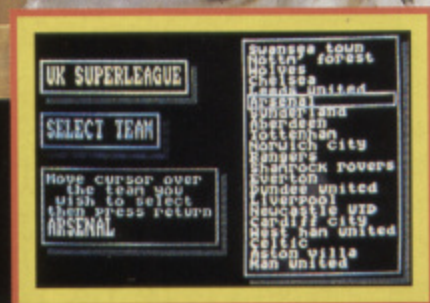 UK SUPERLEAGUE
SELECT TEAM
Move cursor over
the team you
wish to select
then press return
ARSENAL
Swansea town
Nottm' forest
Wolves
Chelsea
Leeds united
Arsenal
Sunderland
Aberdeen
Tottenham
Norwich City
Rangers
Shamrock rovers
Everton
Dundee united
Liverpool
Newcastle UTD
Cardiff city
West ham united
Celtic
Aston villa
Man united